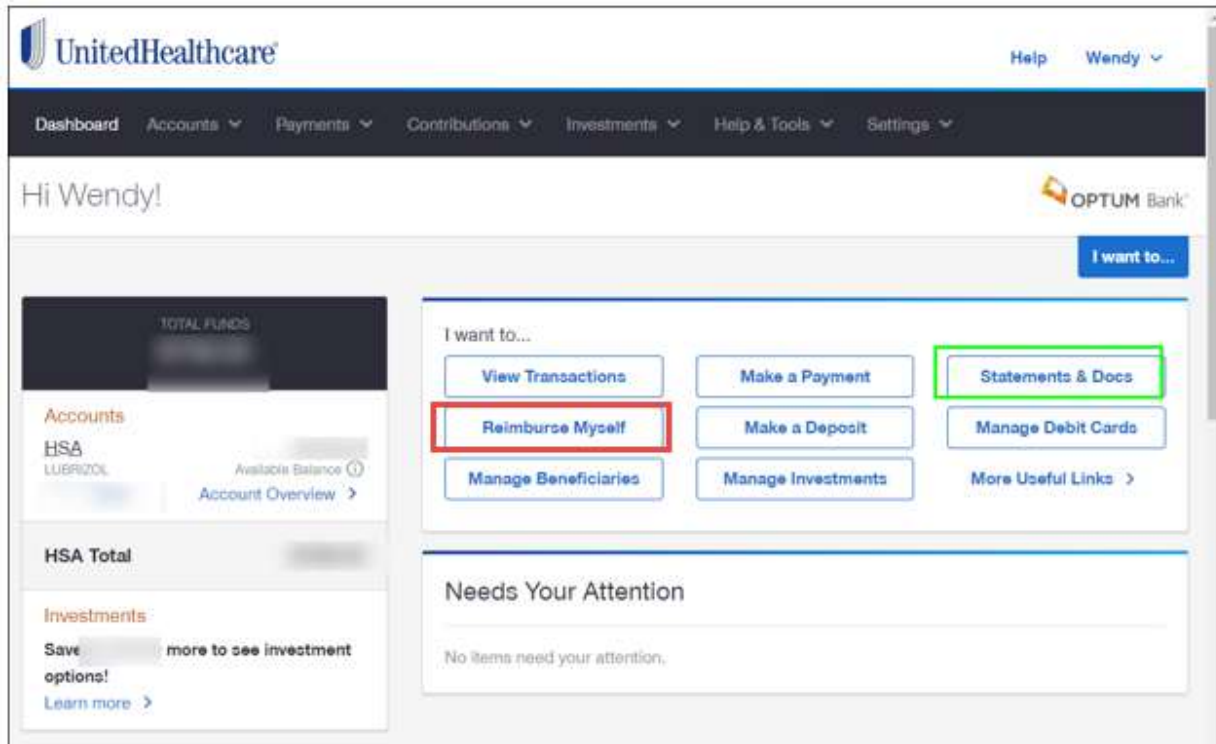 UnitedHealthcare®
Help Wendy
Dashboard Accounts Payments Contributions Investments Help & Tools Settings
Hi Wendy!
OPTUM Bank®
I want to...
TOTAL FUNDS
Accounts
HSA
LUBRIZOL
Available Balance
Account Overview >
HSA Total
Investments
Save more to see investment
options!
Learn more >
I want to...
View Transactions Make a Payment Statements & Docs
Reimburse Myself Make a Deposit Manage Debit Cards
Manage Beneficiaries Manage Investments More Useful Links >
Needs Your Attention
No items need your attention.